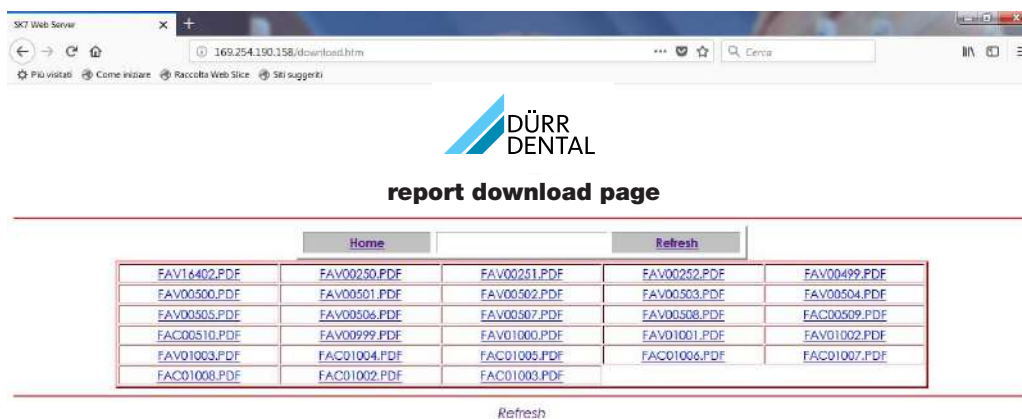 SK7 Web Server
169.254.190.158/download.htm
Cerca
Più visitati Come iniziare Raccolta Web Slice Siti suggeriti
DÜRR
DENTAL
report download page
Home Refresh
FAV16402.PDF FAV00250.PDF FAV00251.PDF FAV00252.PDF FAV00499.PDF
FAV00500.PDF FAV00501.PDF FAV00502.PDF FAV00503.PDF FAV00504.PDF
FAV00505.PDF FAV00506.PDF FAV00507.PDF FAV00508.PDF FAC00509.PDF
FAC00510.PDF FAV00999.PDF FAV01000.PDF FAV01001.PDF FAV01002.PDF
FAV01003.PDF FAC01004.PDF FAC01005.PDF FAC01006.PDF FAC01007.PDF
FAC01008.PDF FAC01002.PDF FAC01003.PDF
Refresh